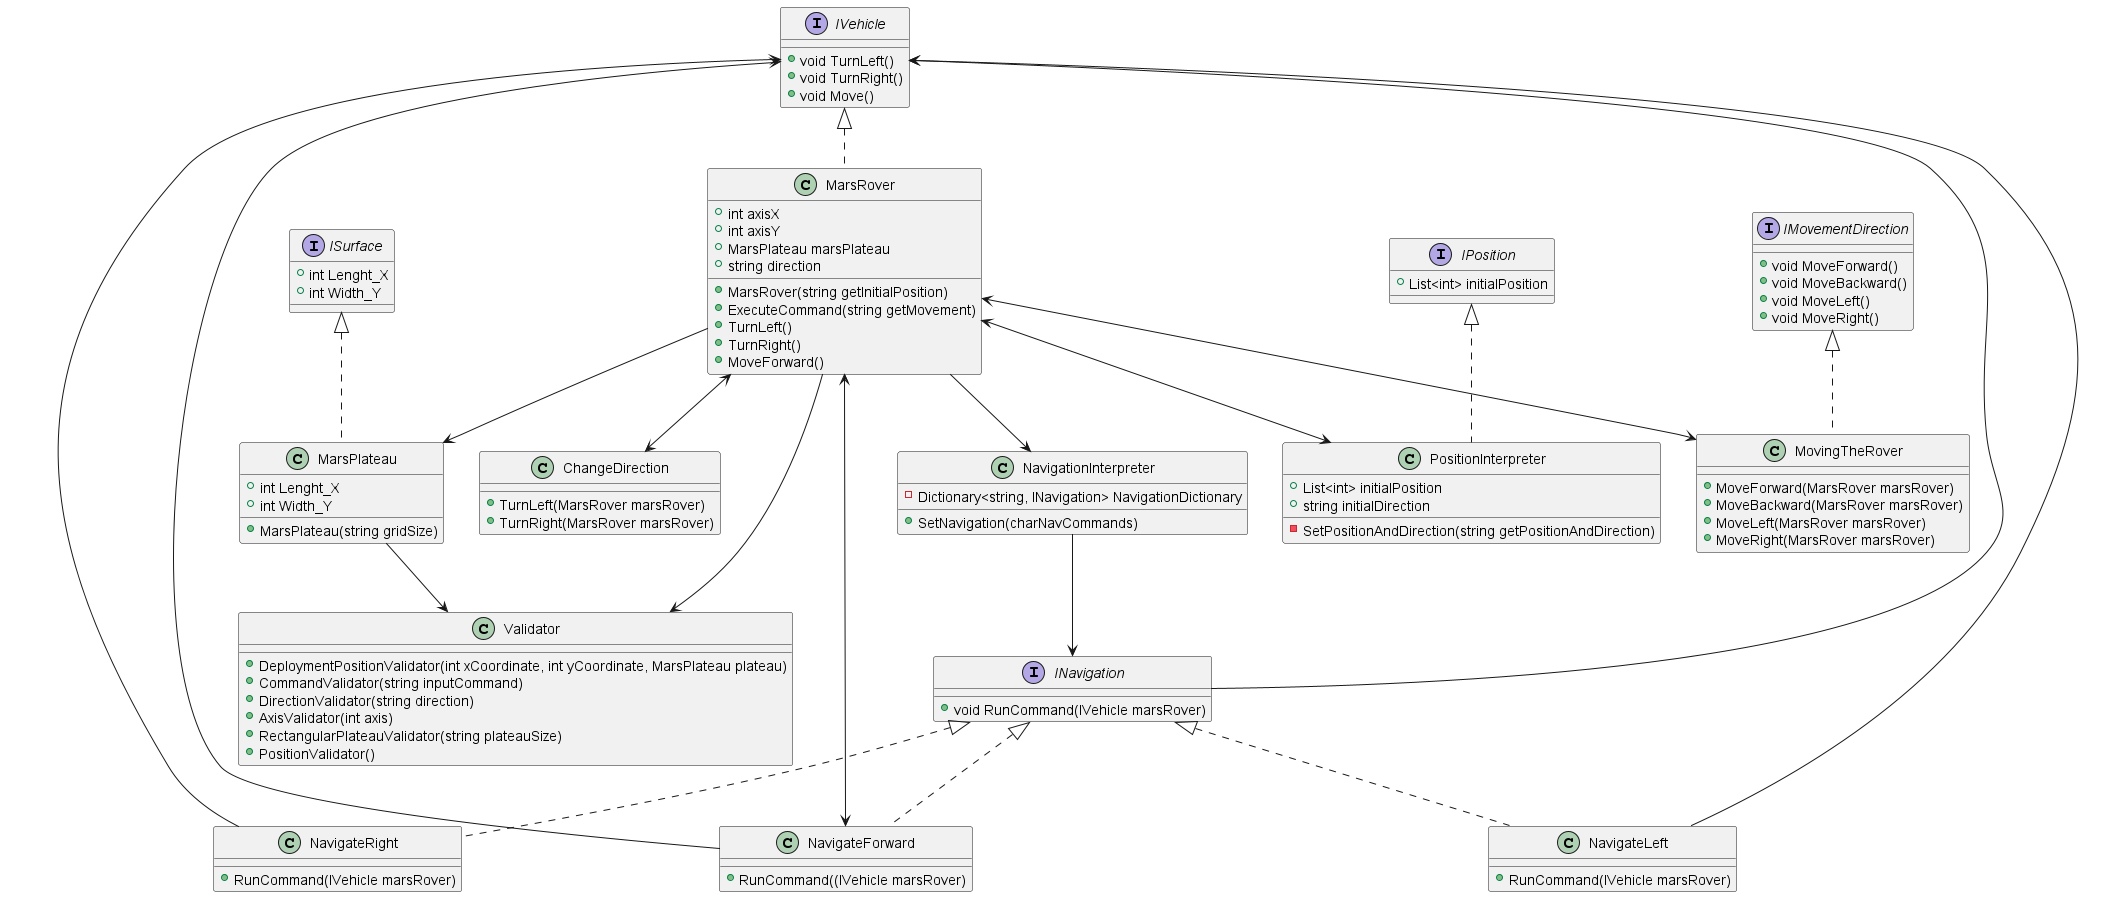 I IVehicle
void TurnLeft()
void TurnRight()
void Move()
C MarsRover
int axisX
int axisY
MarsPlateau marsPlateau
string direction
MarsRover(string getInitialPosition)
ExecuteCommand(string getMovement)
TurnLeft()
TurnRight()
MoveForward()
I ISurface
int Lenght_X
int Width_Y
I IPosition
List<int> initialPosition
I IMovementDirection
void MoveForward()
void MoveBackward()
void MoveLeft()
void MoveRight()
C MarsPlateau
int Lenght_X
int Width_Y
MarsPlateau(string gridSize)
C ChangeDirection
TurnLeft(MarsRover marsRover)
TurnRight(MarsRover marsRover)
C NavigationInterpreter
Dictionary<string, INavigation> NavigationDictionary
SetNavigation(charNavCommands)
C PositionInterpreter
List<int> initialPosition
string initialDirection
SetPositionAndDirection(string getPositionAndDirection)
C MovingTheRover
MoveForward(MarsRover marsRover)
MoveBackward(MarsRover marsRover)
MoveLeft(MarsRover marsRover)
MoveRight(MarsRover marsRover)
C Validator
DeploymentPositionValidator(int xCoordinate, int yCoordinate, MarsPlateau plateau)
CommandValidator(string inputCommand)
DirectionValidator(string direction)
AxisValidator(int axis)
RectangularPlateauValidator(string plateauSize)
PositionValidator()
I INavigation
void RunCommand(IVehicle marsRover)
C NavigateRight
RunCommand(IVehicle marsRover)
C NavigateForward
RunCommand((IVehicle marsRover)
C NavigateLeft
RunCommand(IVehicle marsRover)